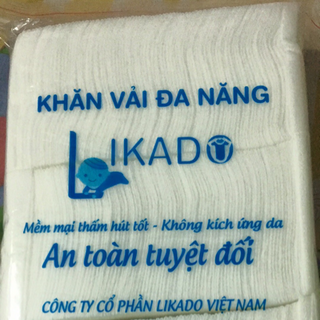 KHĂN VẢI ĐA NĂNG
LIKADO
Mềm mại thấm hút tốt - Không kích ứng da
An toàn tuyệt đối
CÔNG TY CỔ PHẦN LIKADO VIỆT NAM